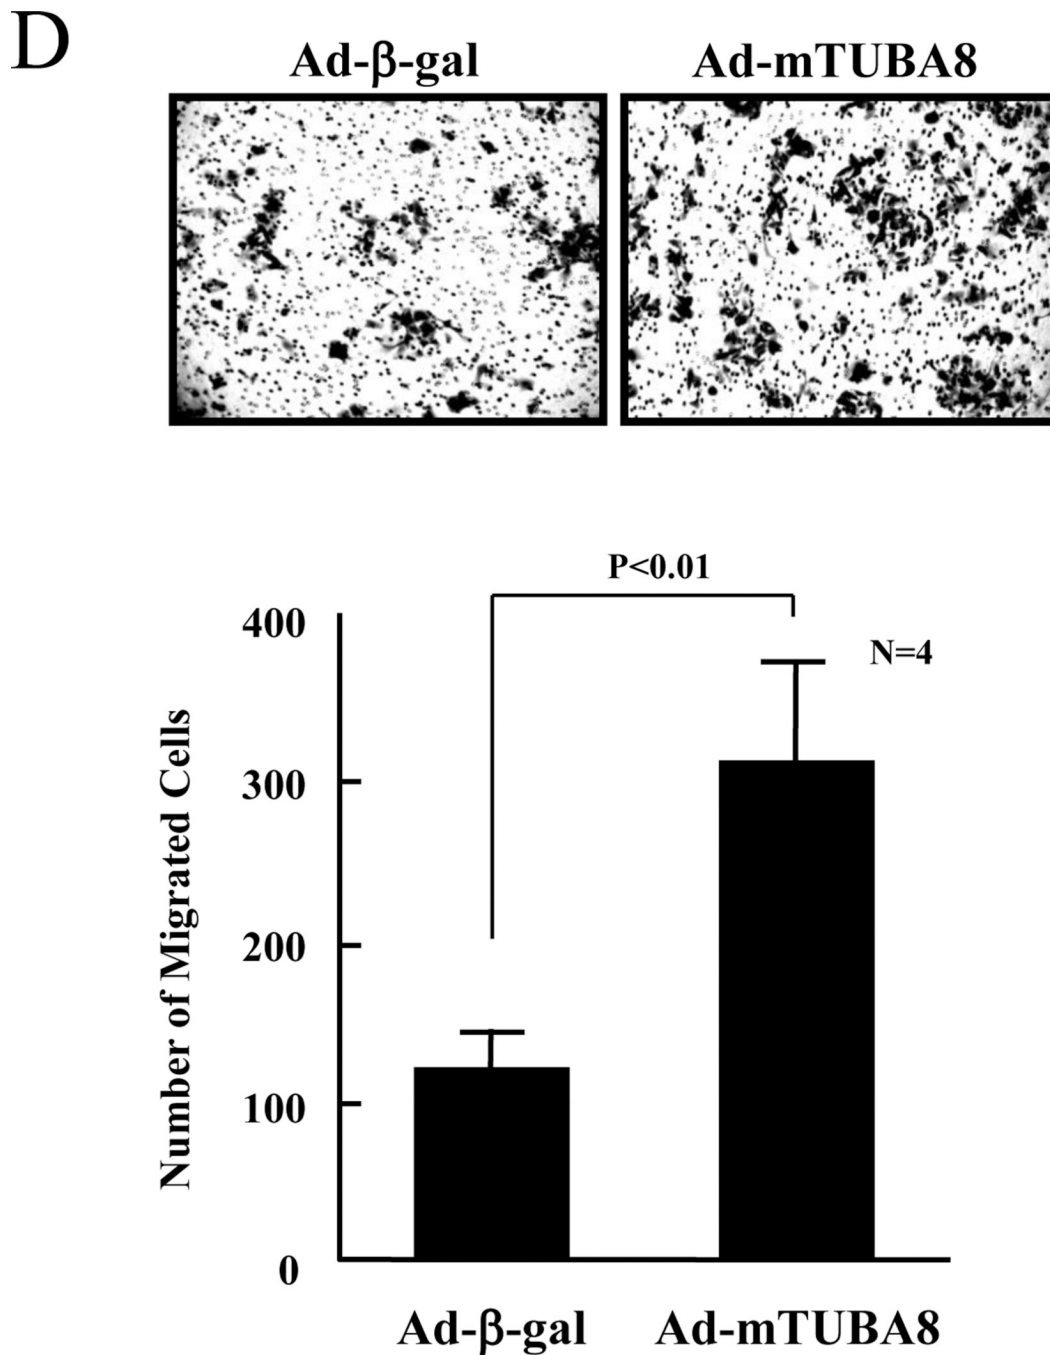 D
Ad-β-gal
Ad-mTUBA8
P<0.01
N=4
400
300
200
100
0
Number of Migrated Cells
Ad-β-gal
Ad-mTUBA8